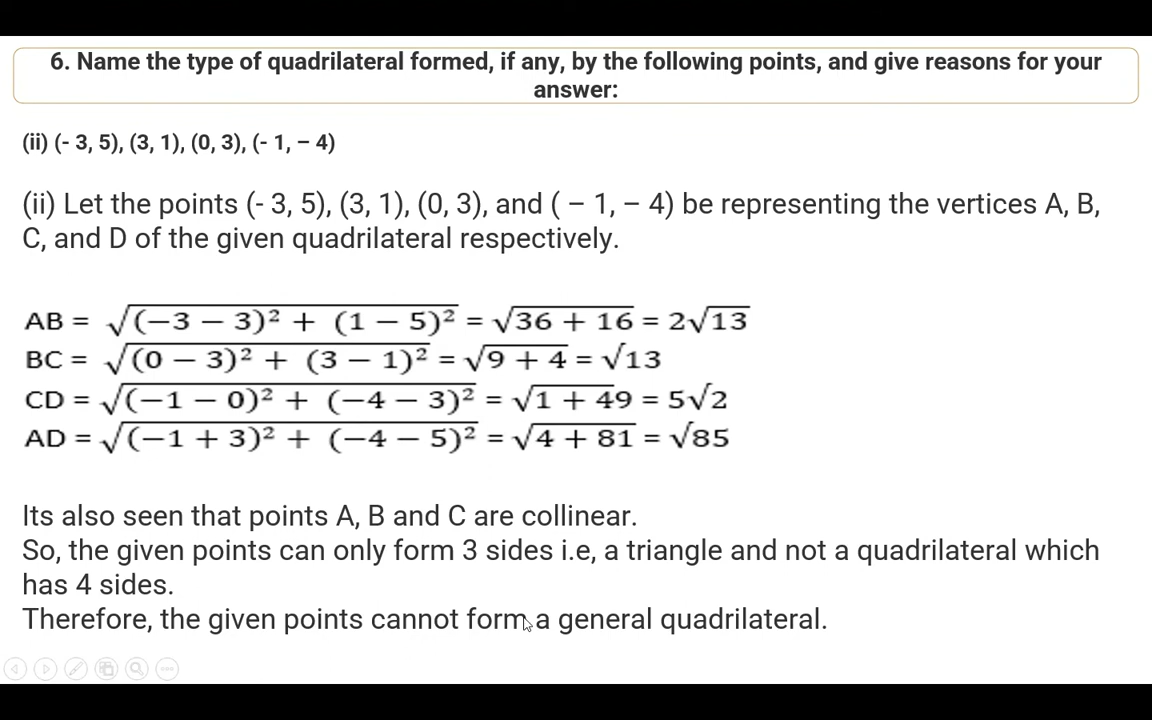 6. Name the type of quadrilateral formed, if any, by the following points, and give reasons for your
answer:
(ii) (- 3, 5), (3, 1), (0, 3), (- 1, – 4)
(ii) Let the points (- 3, 5), (3, 1), (0, 3), and ( – 1, – 4) be representing the vertices A, B,
C, and D of the given quadrilateral respectively.
AB = √(−3 − 3)² + (1 − 5)² = √36 + 16 = 2√13
BC = √(0 − 3)² + (3 − 1)² = √9 + 4 = √13
CD = √(−1 − 0)² + (−4 − 3)² = √1 + 49 = 5√2
AD = √(−1 + 3)² + (−4 − 5)² = √4 + 81 = √85
Its also seen that points A, B and C are collinear.
So, the given points can only form 3 sides i.e, a triangle and not a quadrilateral which
has 4 sides.
Therefore, the given points cannot form a general quadrilateral.